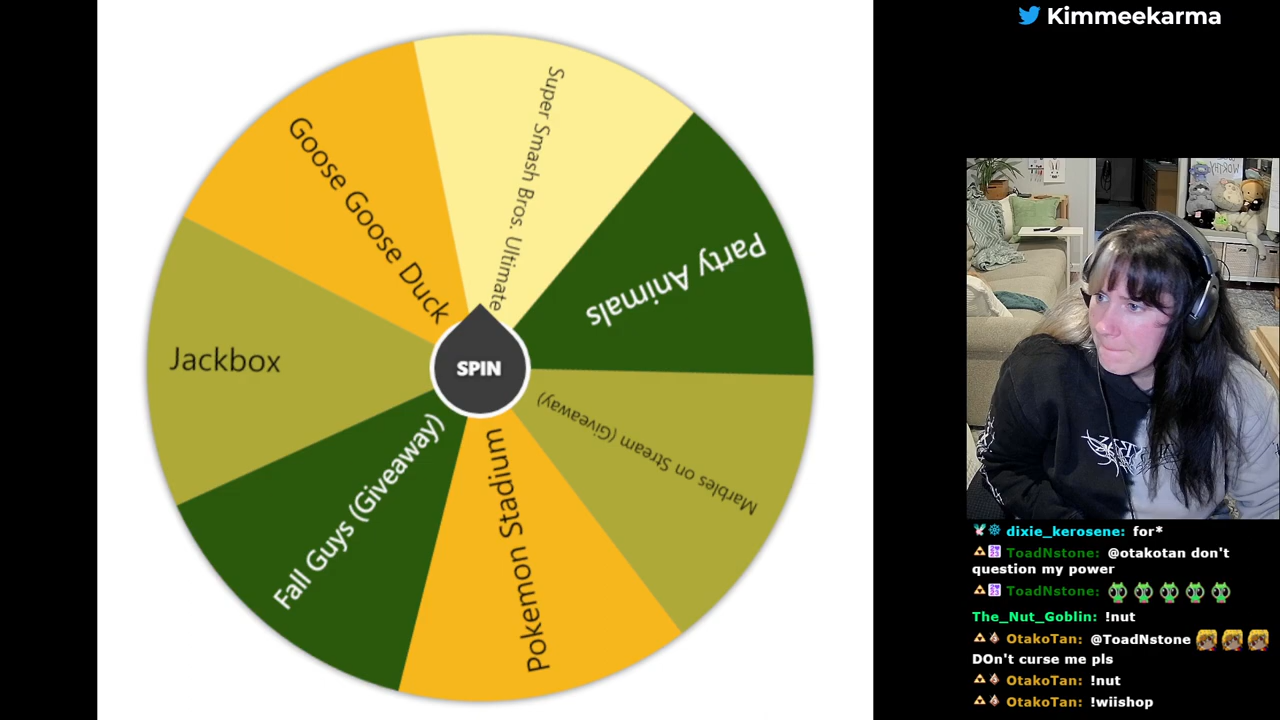 Kimmeekarma
Super Smash Bros. Ultimate
Party Animals
Marbles on Stream (Giveaway)
Pokemon Stadium
Fall Guys (Giveaway)
Jackbox
Goose Goose Duck
SPIN
dixie_kerosene: for*
ToadNstone: @otakotan don't
question my power
ToadNstone:
The_Nut_Goblin: !nut
OtakoTan: @ToadNstone
DOn't curse me pls
OtakoTan: !nut
OtakoTan: !wiishop